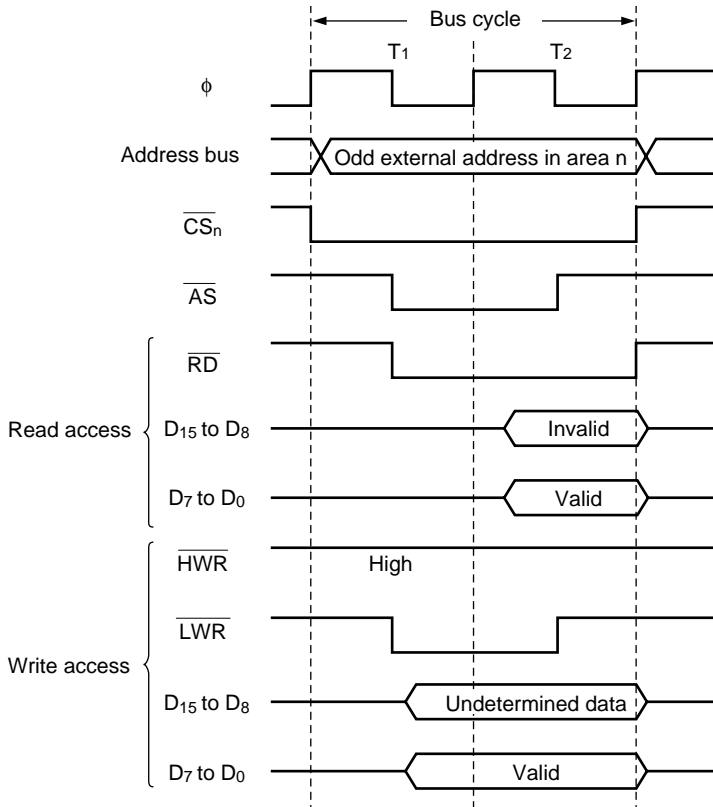 Bus cycle
T1 T2
ϕ
Address bus Odd external address in area n
CSn
AS
RD
Read access D15 to D8 Invalid
D7 to D0 Valid
HWR High
LWR
Write access
D15 to D8 Undetermined data
D7 to D0 Valid